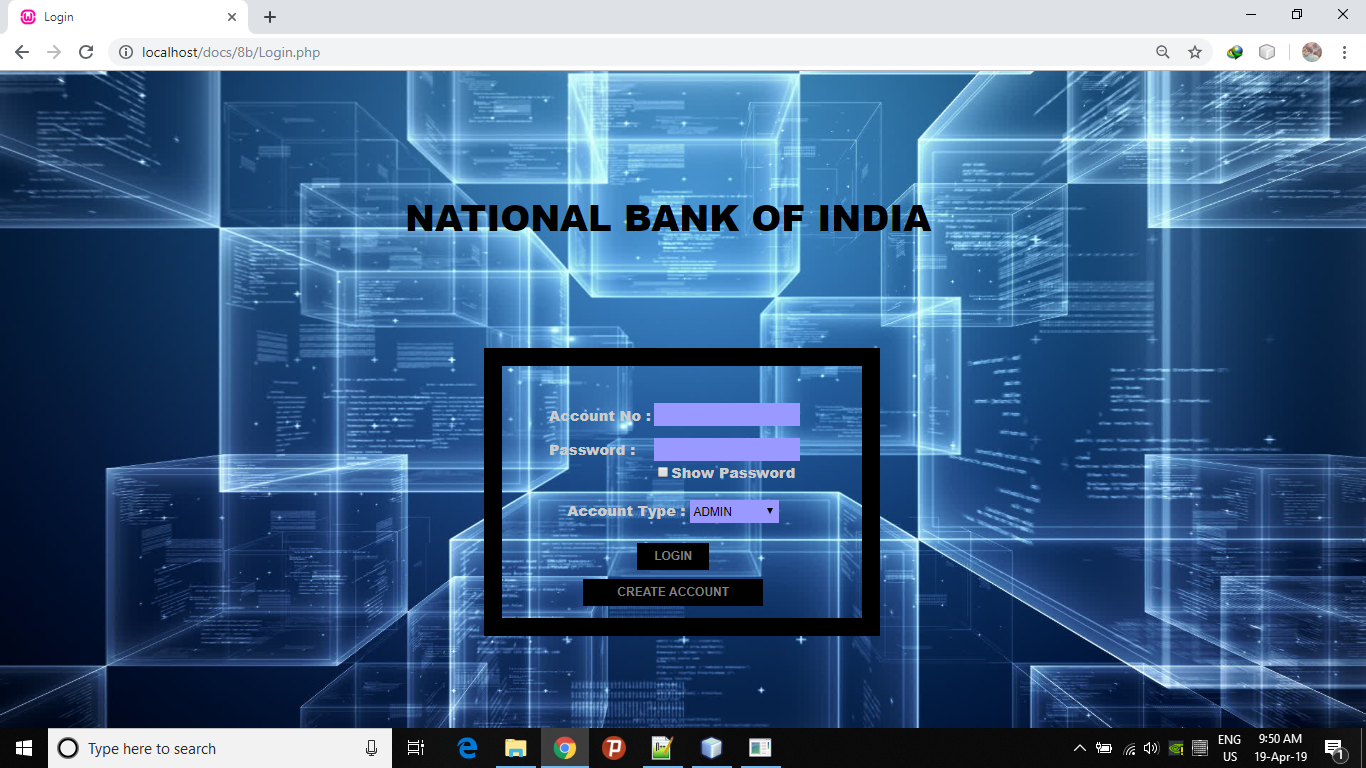 Login
localhost/docs/8b/Login.php
NATIONAL BANK OF INDIA
Account No :
Password :
Show Password
Account Type : ADMIN
LOGIN
CREATE ACCOUNT
Type here to search
ENG
US
9:50 AM
19-Apr-19
1